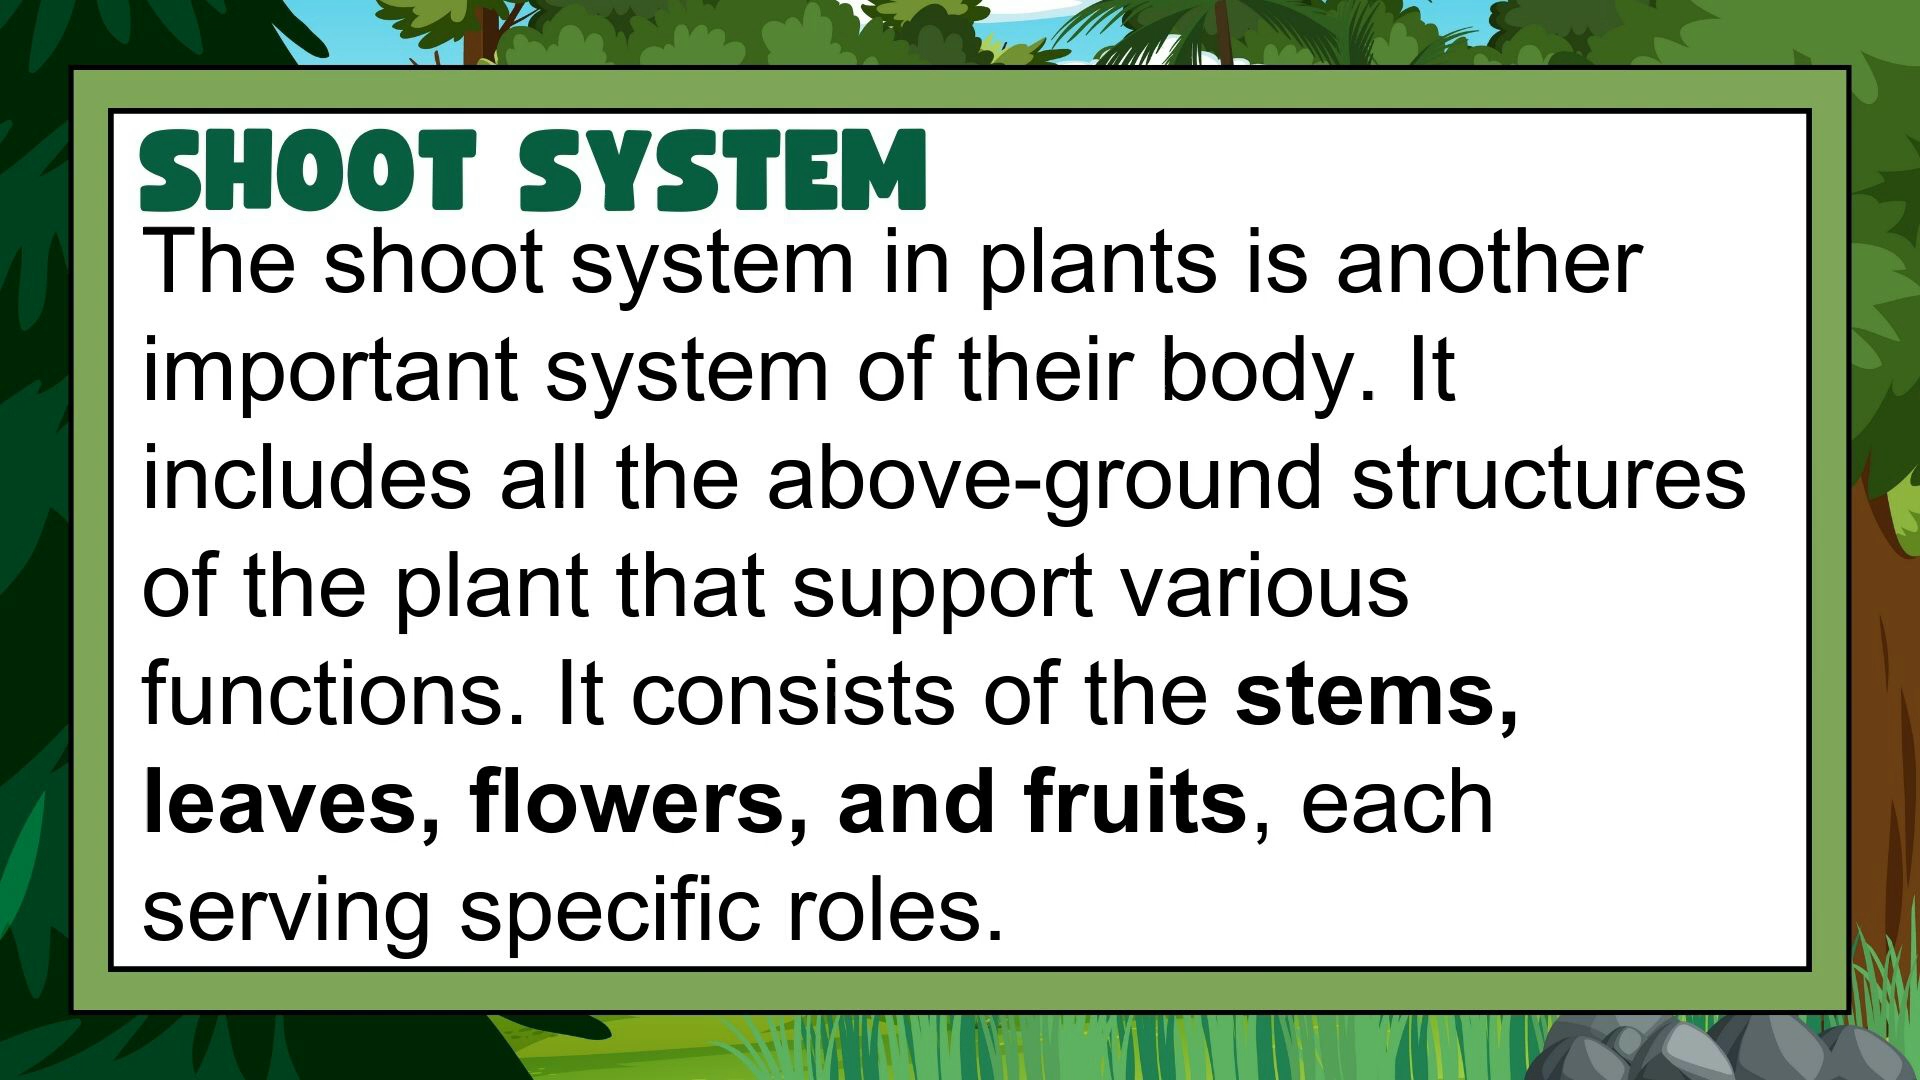 SHOOT SYSTEM
The shoot system in plants is another
important system of their body. It
includes all the above-ground structures
of the plant that support various
functions. It consists of the stems,
leaves, flowers, and fruits, each
serving specific roles.